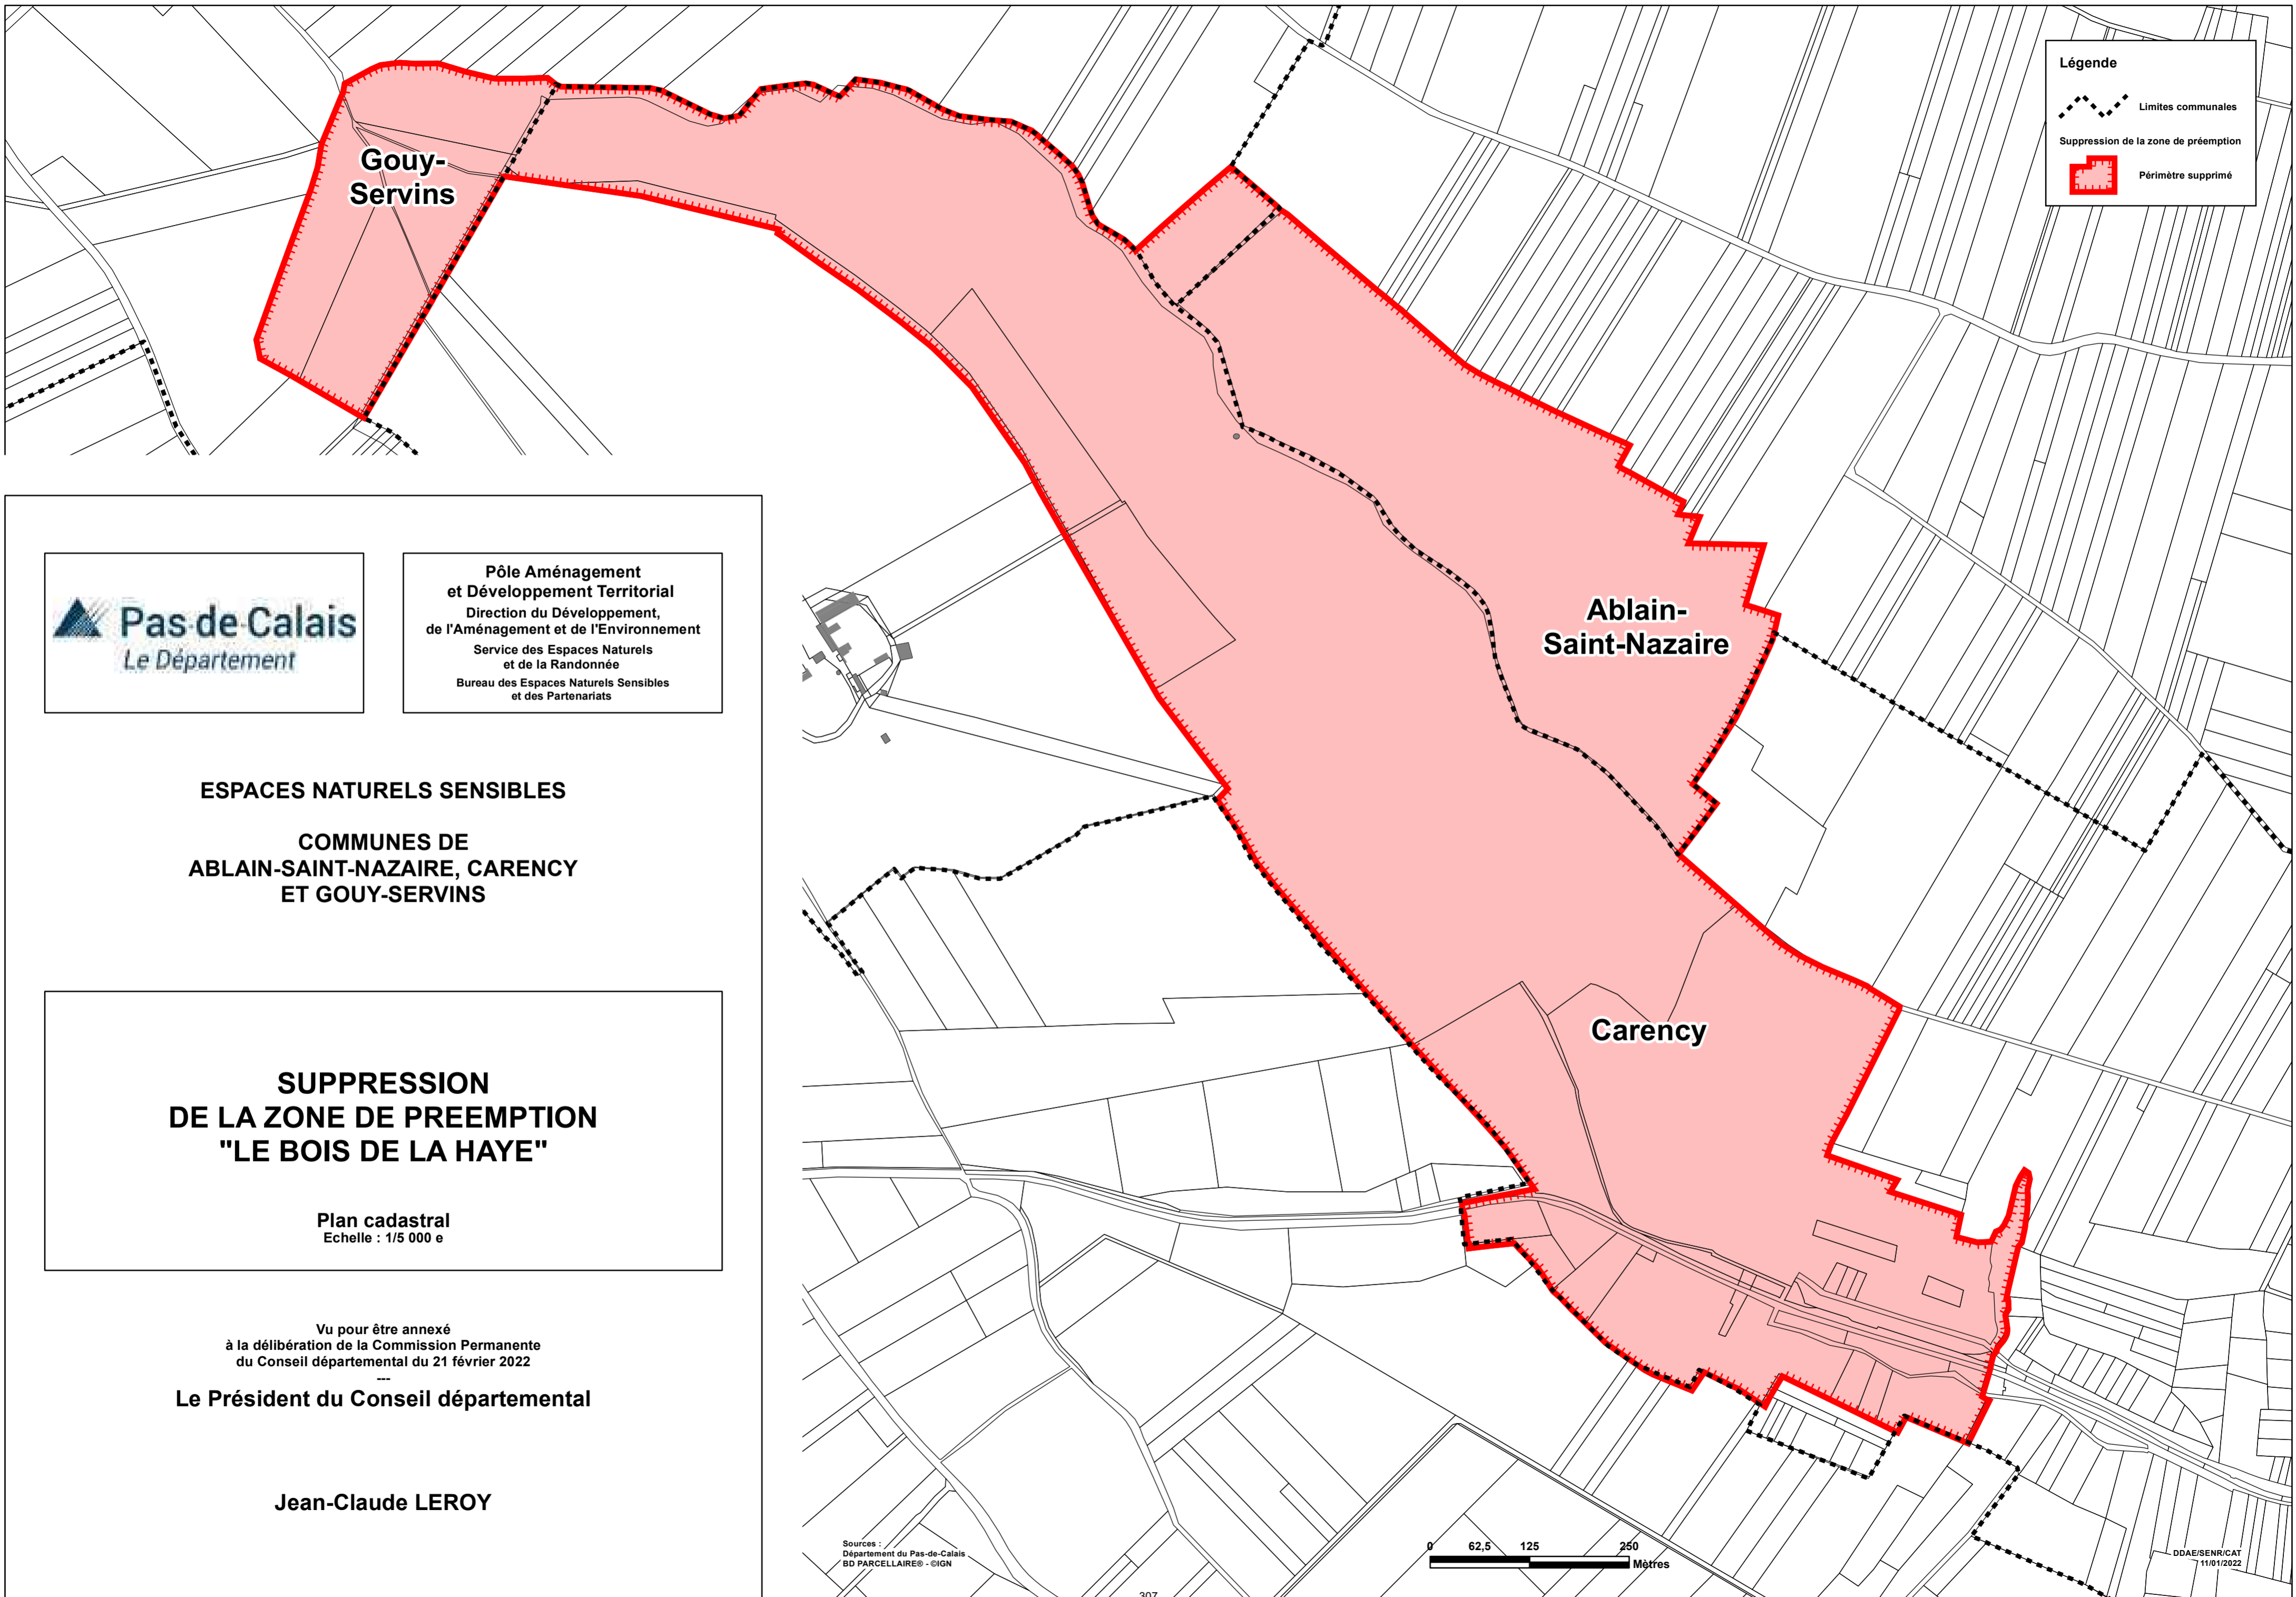 Gouy-
Servins
Légende
Limites communales
Suppression de la zone de préemption
Périmètre supprimé
Pas-de-Calais
Le Département
Pôle Aménagement
et Développement Territorial
Direction du Développement,
de l'Aménagement et de l'Environnement
Service des Espaces Naturels
et de la Randonnée
Bureau des Espaces Naturels Sensibles
et des Partenariats
Ablain-
Saint-Nazaire
ESPACES NATURELS SENSIBLES
COMMUNES DE
ABLAIN-SAINT-NAZAIRE, CARENCY
ET GOUY-SERVINS
Carency
SUPPRESSION
DE LA ZONE DE PREEMPTION
"LE BOIS DE LA HAYE"
Plan cadastral
Echelle : 1/5 000 e
Vu pour être annexé
à la délibération de la Commission Permanente
du Conseil départemental du 21 février 2022
---
Le Président du Conseil départemental
Jean-Claude LEROY
Sources :
Département du Pas-de-Calais
BD PARCELLAIRE® - ©IGN
0 62,5 125 250
Mètres
DDAE/SENR/CAT
11/01/2022
307